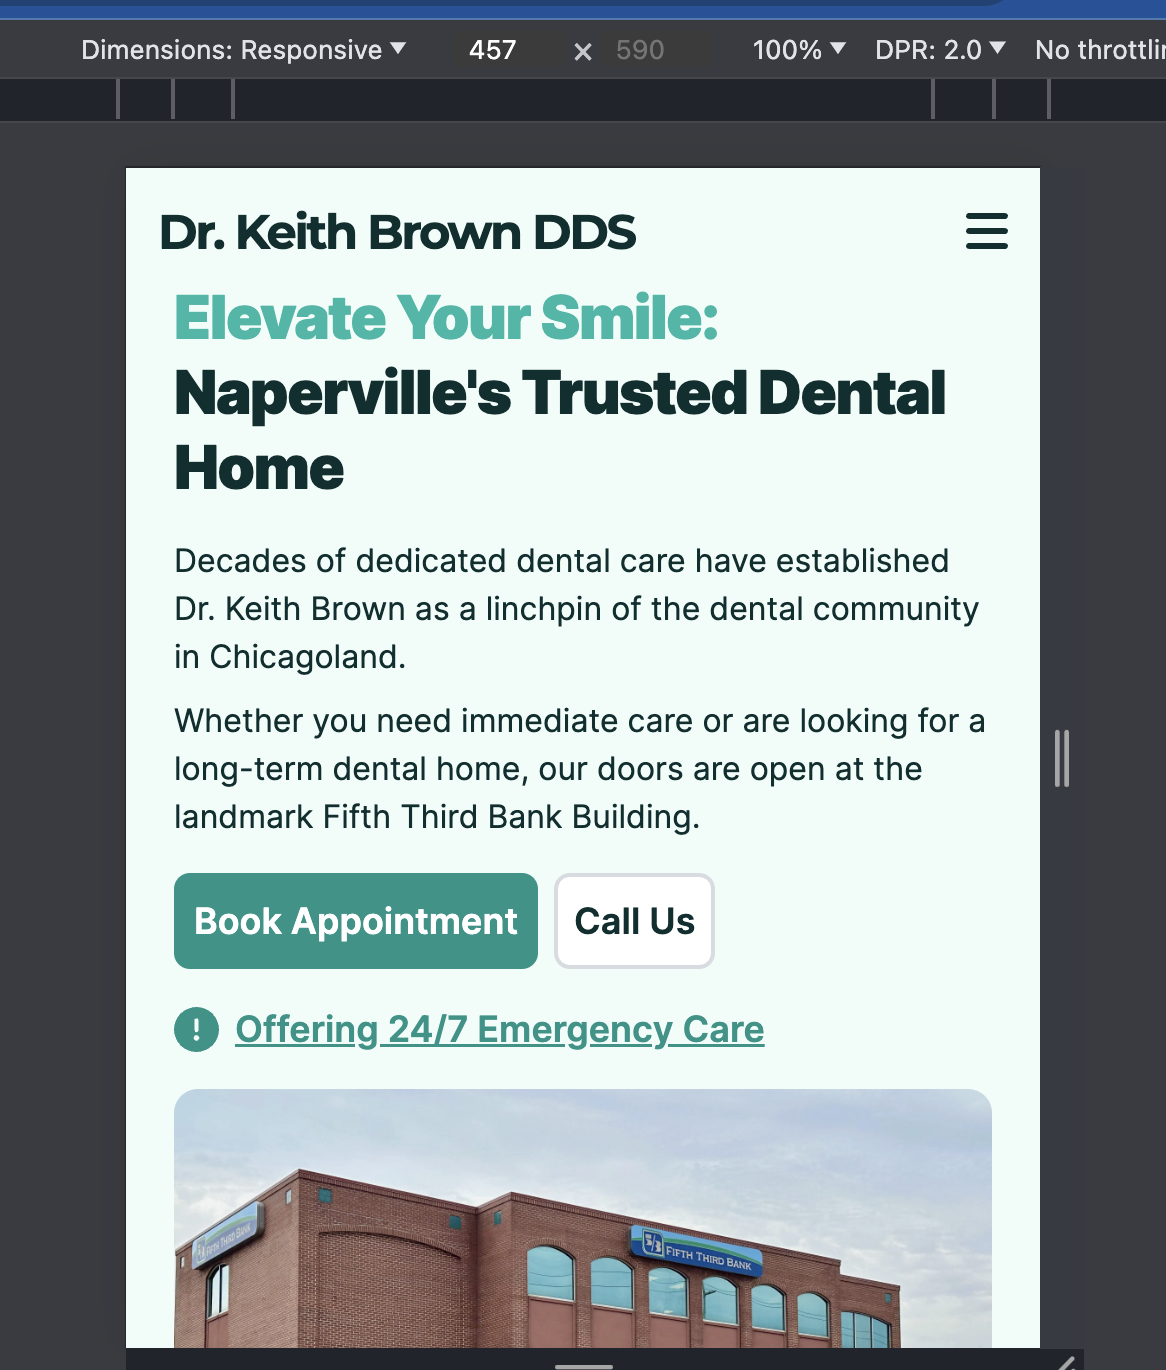 Dimensions: Responsive 457 × 590 100% DPR: 2.0 No throttlin
Dr. Keith Brown DDS
Elevate Your Smile:
Naperville's Trusted Dental
Home
Decades of dedicated dental care have established
Dr. Keith Brown as a linchpin of the dental community
in Chicagoland.
Whether you need immediate care or are looking for a
long-term dental home, our doors are open at the
landmark Fifth Third Bank Building.
Book Appointment
Call Us
Offering 24/7 Emergency Care
FIFTH THIRD BANK
5/3 FIFTH THIRD BANK